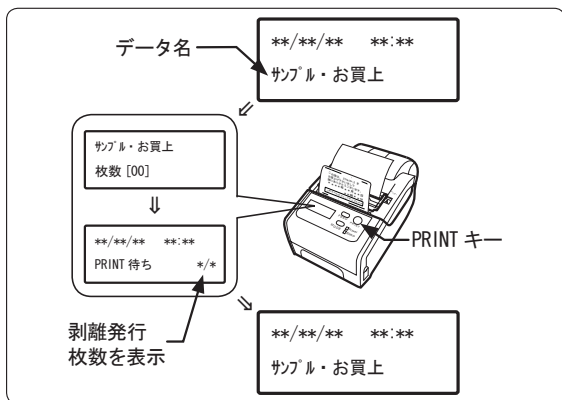 データ名
**/**/** **:**
ｻﾝﾌﾟﾙ・お買上
ｻﾝﾌﾟﾙ・お買上
枚数 [00]
**/**/** **:**
PRINT 待ち */*
PRINT キー
剥離発行
枚数を表示
**/**/** **:**
ｻﾝﾌﾟﾙ・お買上